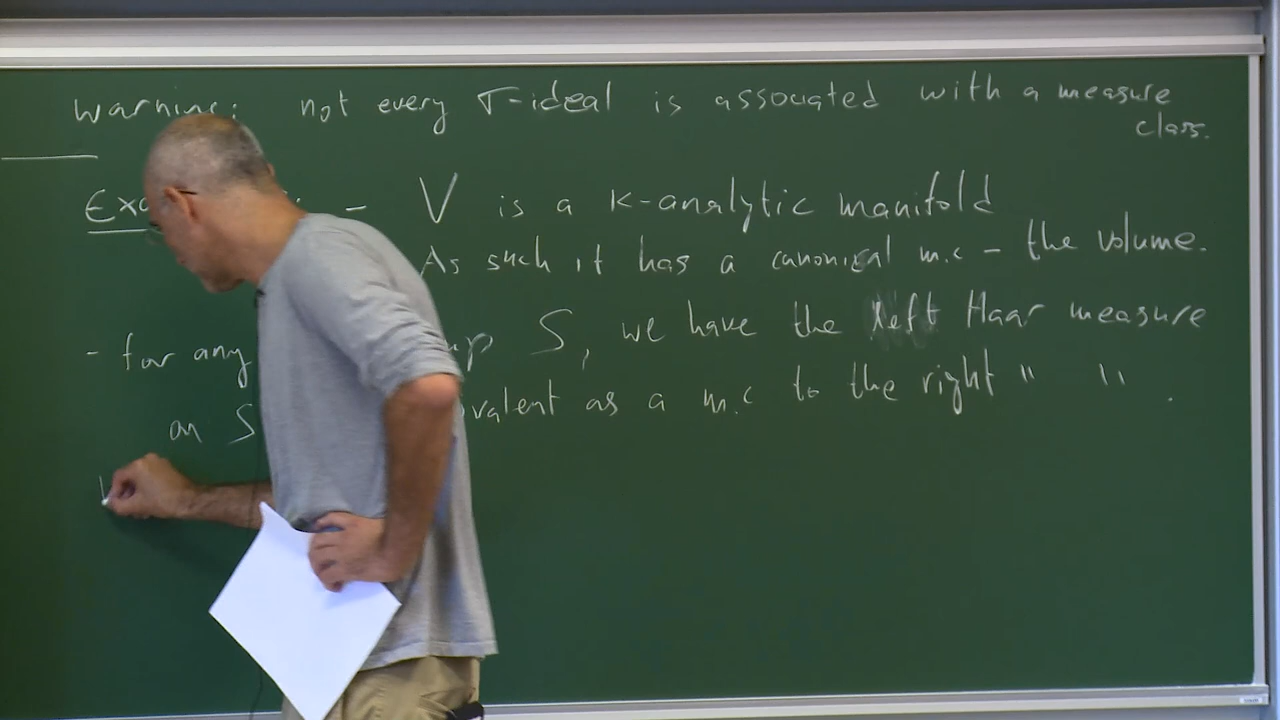 Warning: not every σ-ideal is associated with a measure
class.
- V is a K-analytic manifold
As such it has a canonical m.c - the volume.
- for any S, we have the left Haar measure
on S as a m.c to the right " " .